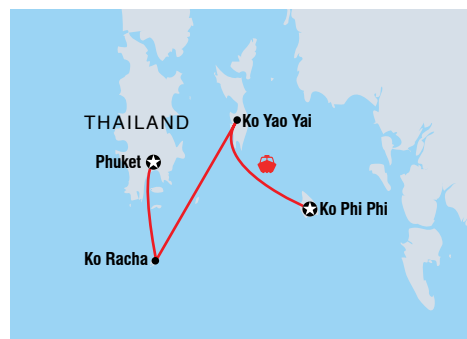 THAILAND
Ko Yao Yai
Phuket
Ko Phi Phi
Ko Racha